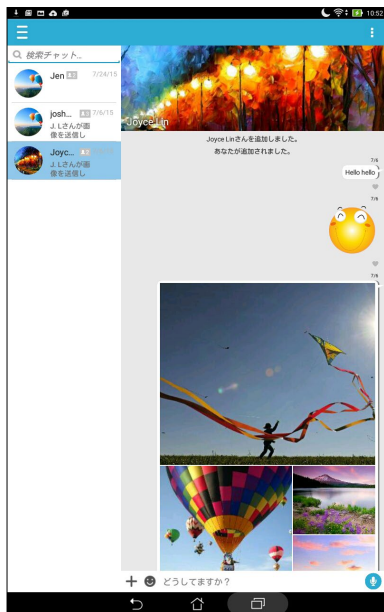 10:52
検索チャット...
Jen
7/24/15
josh...
7/6/15
J. Lさんが画
像を送信し
Joyc...
J. Lさんが画
像を送信し
Joyce Lin
Joyce Linさんを追加しました。
あなたが追加されました。
7/6
Hello hello
7/6
7/6
どうしてますか？